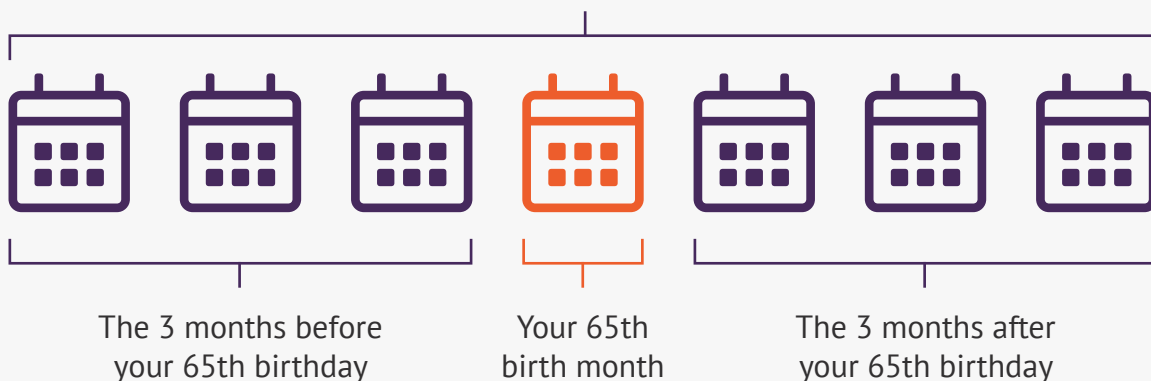 The 3 months before
your 65th birthday
Your 65th
birth month
The 3 months after
your 65th birthday